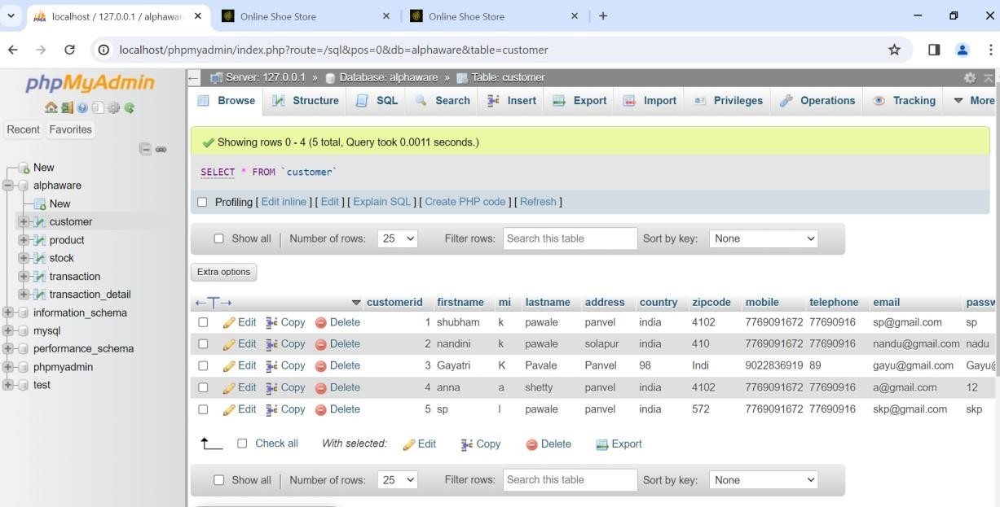 localhost / 127.0.0.1 / alphaware
Online Shoe Store
Online Shoe Store
localhost/phpmyadmin/index.php?route=/sql&pos=0&db=alphaware&table=customer
phpMyAdmin
Recent Favorites
New
alphaware
New
customer
product
stock
transaction
transaction_detail
information_schema
mysql
performance_schema
phpmyadmin
test
Server: 127.0.0.1 » Database: alphaware » Table: customer
Browse Structure SQL Search Insert Export Import Privileges Operations Tracking More
Showing rows 0 - 4 (5 total, Query took 0.0011 seconds.)
SELECT * FROM `customer`
Profiling [ Edit inline ] [ Edit ] [ Explain SQL ] [ Create PHP code ] [ Refresh ]
Show all Number of rows: 25 Filter rows: Search this table Sort by key: None
Extra options
customerid firstname mi lastname address country zipcode mobile telephone email passw
Edit Copy Delete 1 shubham k pawale panvel india 4102 7769091672 77690916 sp@gmail.com sp
Edit Copy Delete 2 nandini k pawale solapur india 410 7769091672 77690916 nandu@gmail.com nadu
Edit Copy Delete 3 Gayatri K Pavale Panvel 98 Indi 9022836919 89 gayu@gmail.com Gayu@
Edit Copy Delete 4 anna a shetty panvel india 4102 7769091672 77690916 a@gmail.com 12
Edit Copy Delete 5 sp l pawale panvel india 572 7769091672 77690916 skp@gmail.com skp
Check all With selected: Edit Copy Delete Export
Show all Number of rows: 25 Filter rows: Search this table Sort by key: None